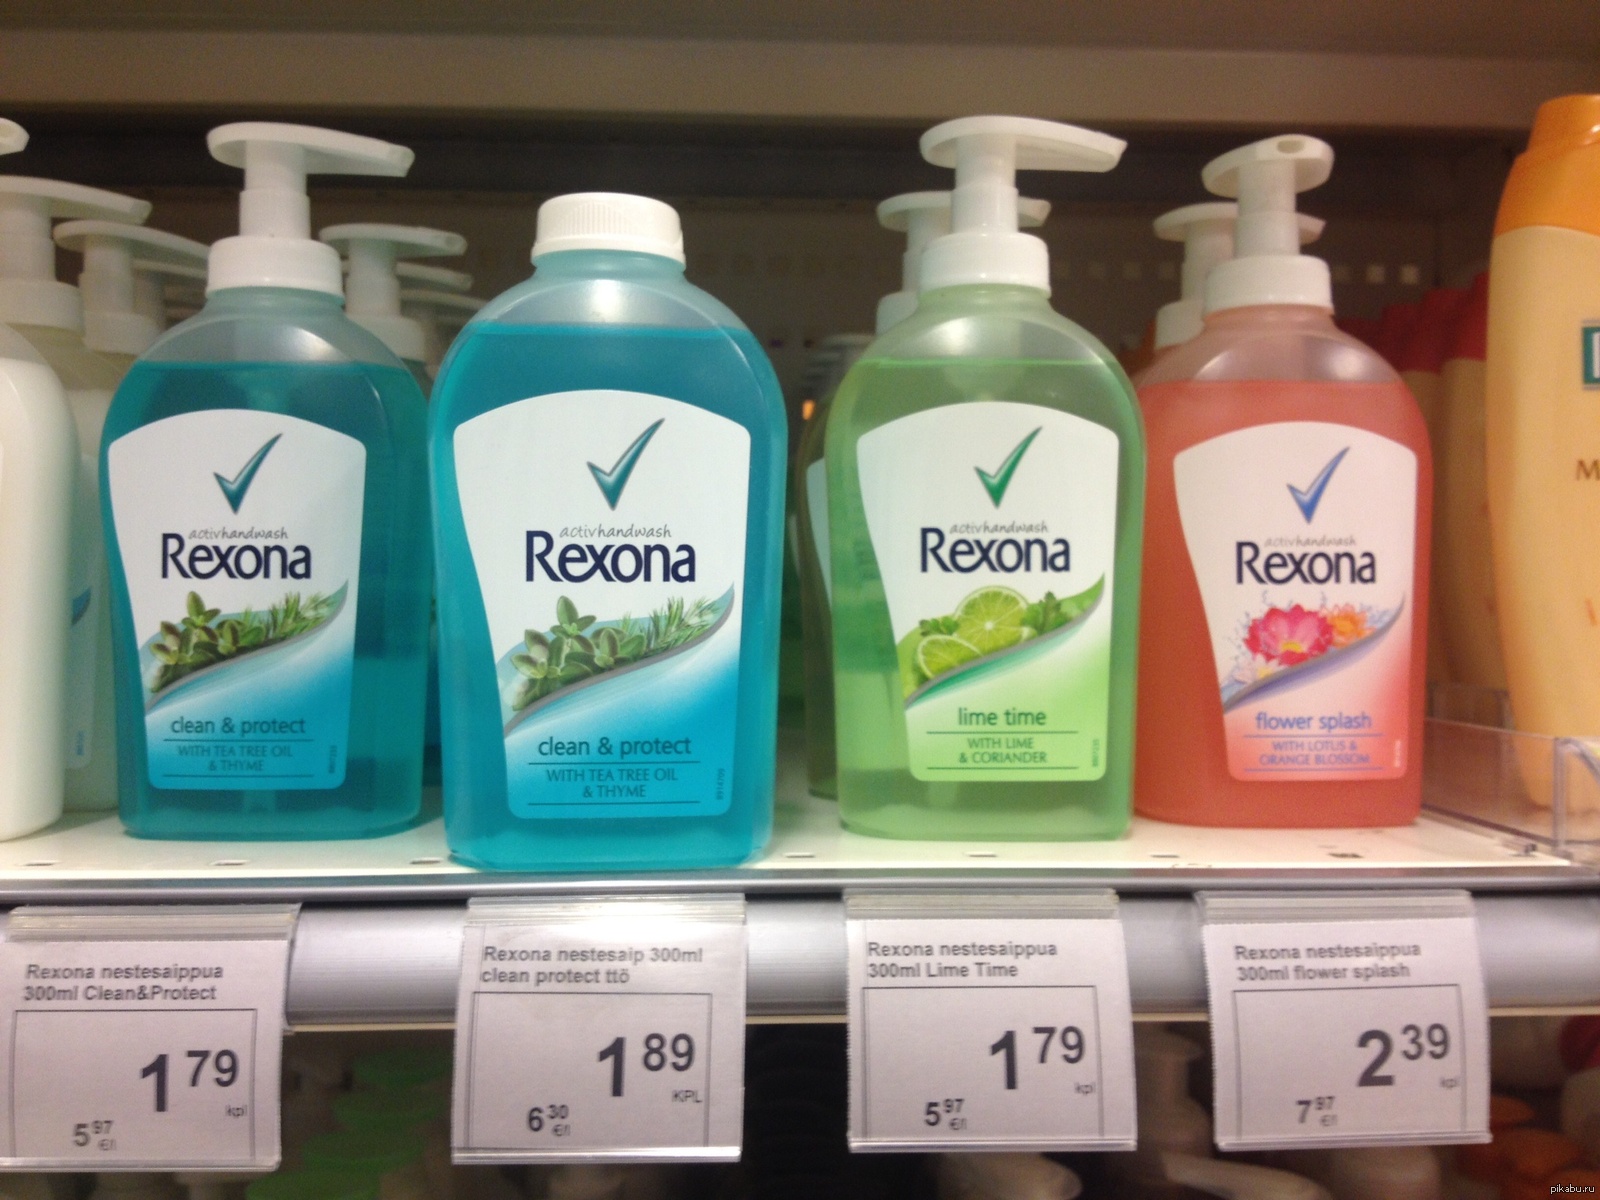 activhandwash
Rexona
clean & protect
WITH TEA TREE OIL
& THYME
activhandwash
Rexona
clean & protect
WITH TEA TREE OIL
& THYME
activhandwash
Rexona
lime time
WITH LIME
& CORIANDER
activhandwash
Rexona
flower splash
WITH LOTUS &
ORANGE BLOSSOM
Rexona nestesaippua
300ml Clean&Protect
1 79
kpl
5 97
€/l
Rexona nestesaip 300ml
clean protect ttö
1 89
KPL
6 30
€/l
Rexona nestesaippua
300ml Lime Time
1 79
kpl
5 97
€/l
Rexona nestesaippua
300ml flower splash
2 39
kpl
7 97
€/l
pikabu.ru